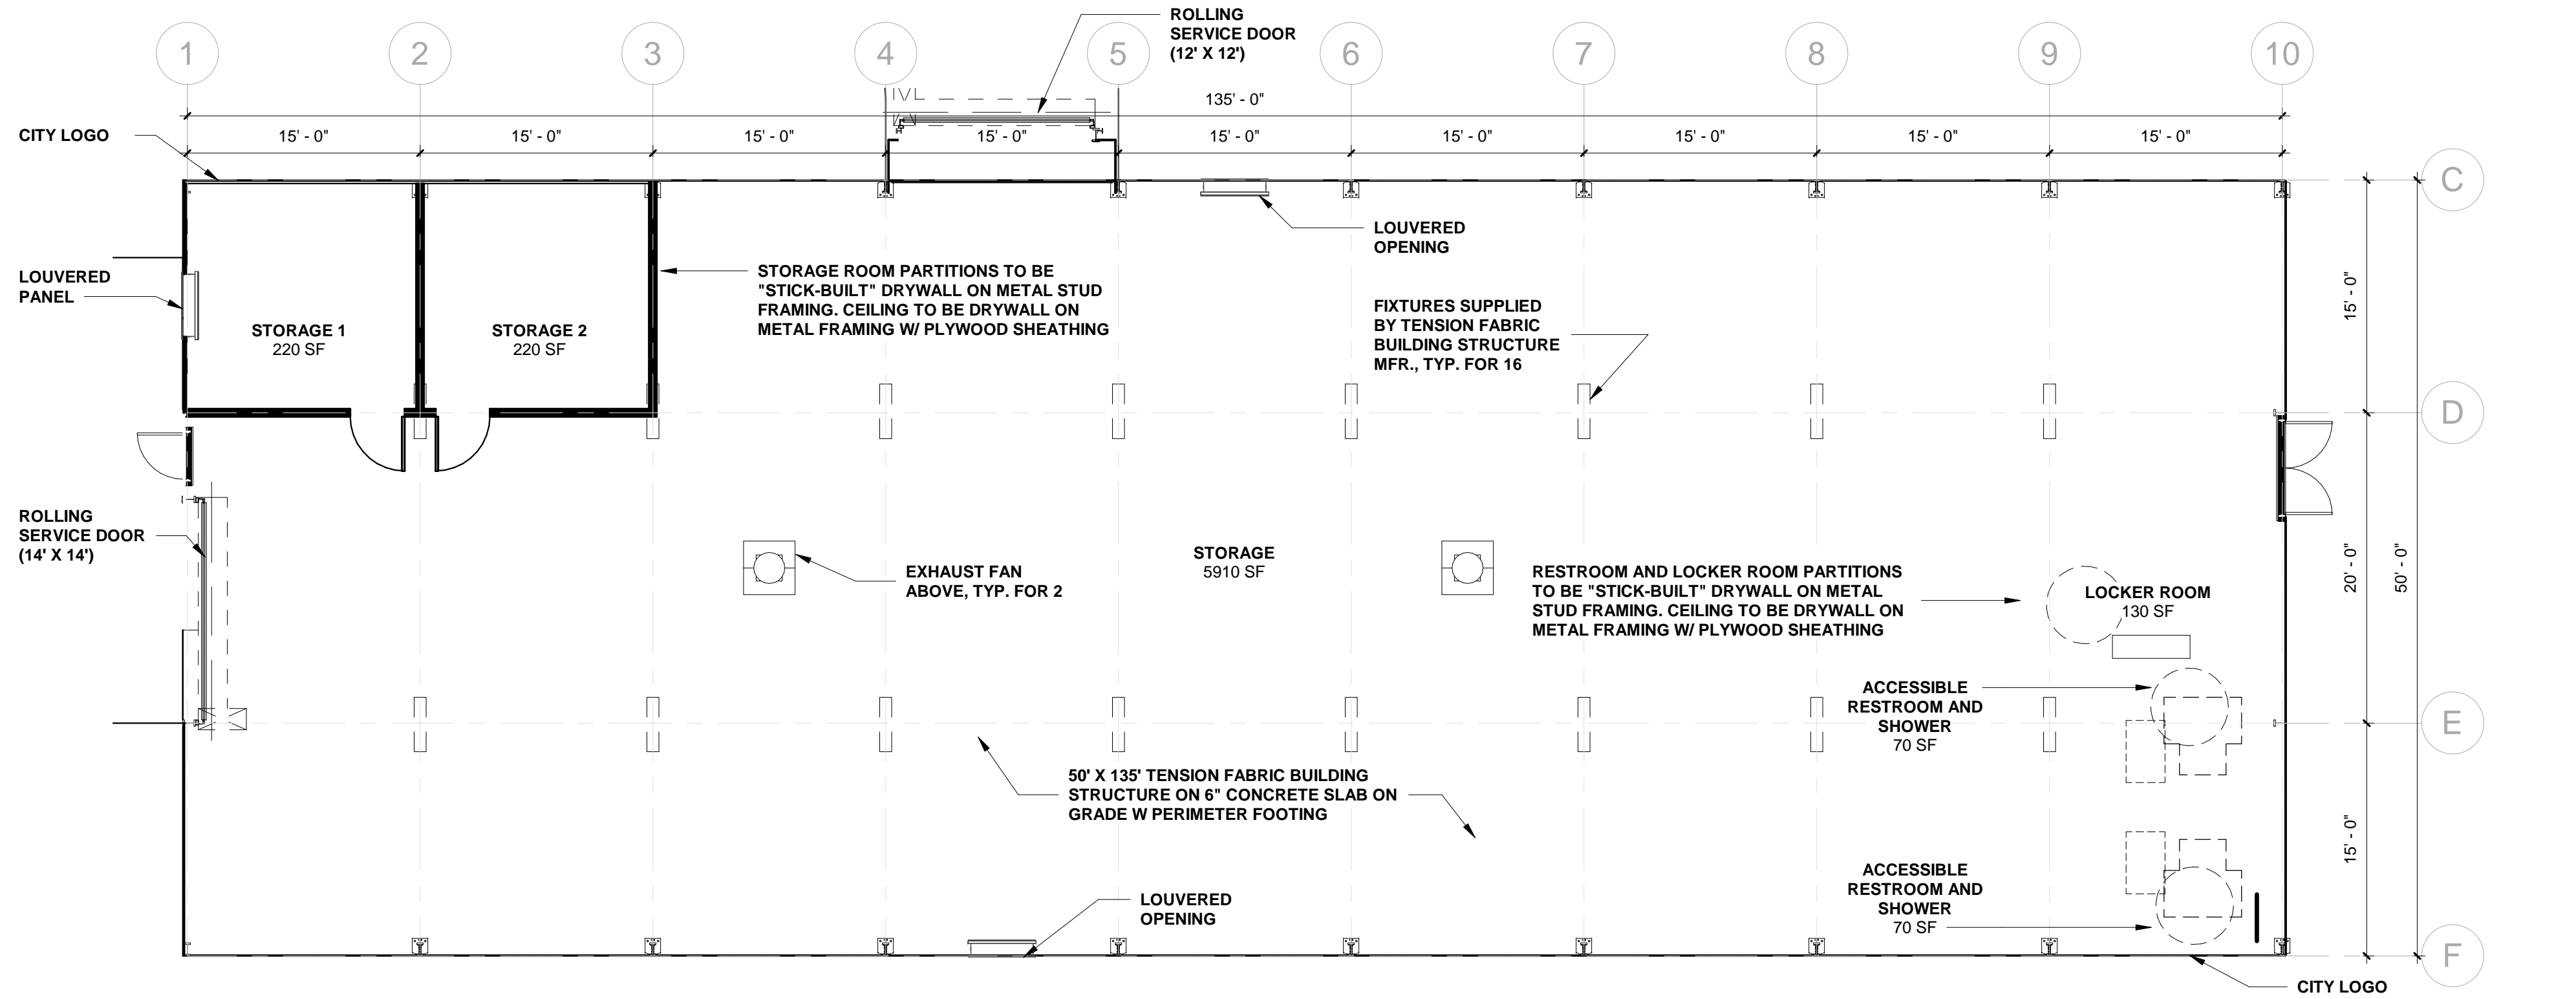 ROLLING
SERVICE DOOR
(12' X 12')
1
2
3
4
5
6
7
8
9
10
135' - 0"
CITY LOGO
15' - 0"
15' - 0"
15' - 0"
15' - 0"
15' - 0"
15' - 0"
15' - 0"
15' - 0"
15' - 0"
C
LOUVERED
OPENING
LOUVERED
PANEL
STORAGE ROOM PARTITIONS TO BE
"STICK-BUILT" DRYWALL ON METAL STUD
FRAMING. CEILING TO BE DRYWALL ON
METAL FRAMING W/ PLYWOOD SHEATHING
15' - 0"
FIXTURES SUPPLIED
BY TENSION FABRIC
BUILDING STRUCTURE
MFR., TYP. FOR 16
STORAGE 1
220 SF
STORAGE 2
220 SF
D
ROLLING
SERVICE DOOR
(14' X 14')
STORAGE
5910 SF
EXHAUST FAN
ABOVE, TYP. FOR 2
RESTROOM AND LOCKER ROOM PARTITIONS
TO BE "STICK-BUILT" DRYWALL ON METAL
STUD FRAMING. CEILING TO BE DRYWALL ON
METAL FRAMING W/ PLYWOOD SHEATHING
LOCKER ROOM
130 SF
20' - 0"
50' - 0"
ACCESSIBLE
RESTROOM AND
SHOWER
70 SF
E
50' X 135' TENSION FABRIC BUILDING
STRUCTURE ON 6" CONCRETE SLAB ON
GRADE W PERIMETER FOOTING
15' - 0"
ACCESSIBLE
RESTROOM AND
SHOWER
70 SF
LOUVERED
OPENING
F
CITY LOGO